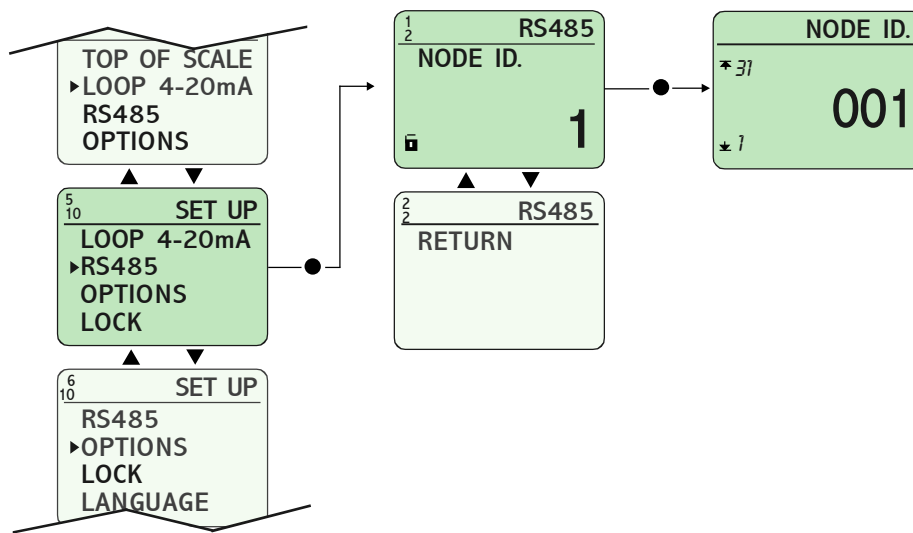 TOP OF SCALE
LOOP 4-20mA
RS485
OPTIONS
5
10 SET UP
LOOP 4-20mA
RS485
OPTIONS
LOCK
6
10 SET UP
RS485
OPTIONS
LOCK
LANGUAGE
1
2 RS485
NODE ID.
1
2
2 RS485
RETURN
NODE ID.
31
001
1